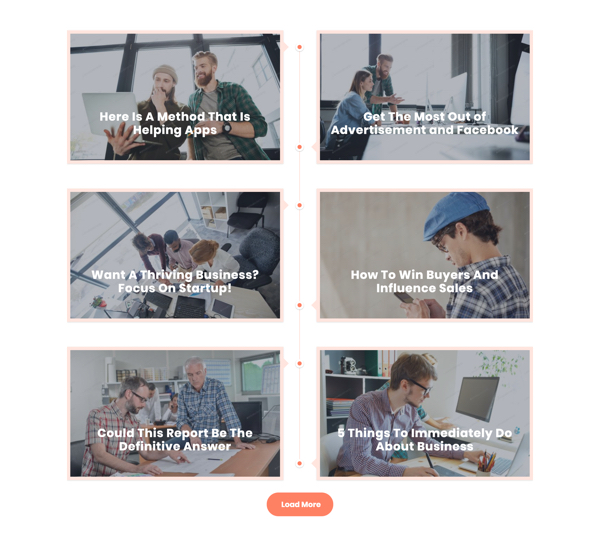 Here Is A Method That Is
Helping Apps
Get The Most Out of
Advertisement and Facebook
Want A Thriving Business?
Focus On Startup!
How To Win Buyers And
Influence Sales
Could This Report Be The
Definitive Answer
5 Things To Immediately Do
About Business
Load More